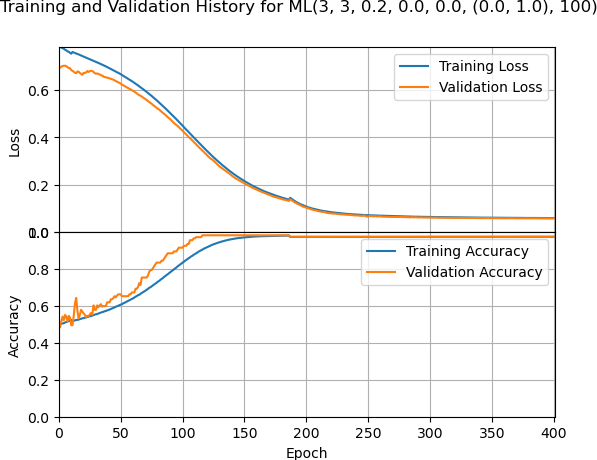 Training and Validation History for ML(3, 3, 0.2, 0.0, 0.0, (0.0, 1.0), 100)
Loss
0.6
0.4
0.2
0.0
Training Loss
Validation Loss
Accuracy
1.0
0.8
0.6
0.4
0.2
0.0
Training Accuracy
Validation Accuracy
0 50 100 150 200 250 300 350 400
Epoch